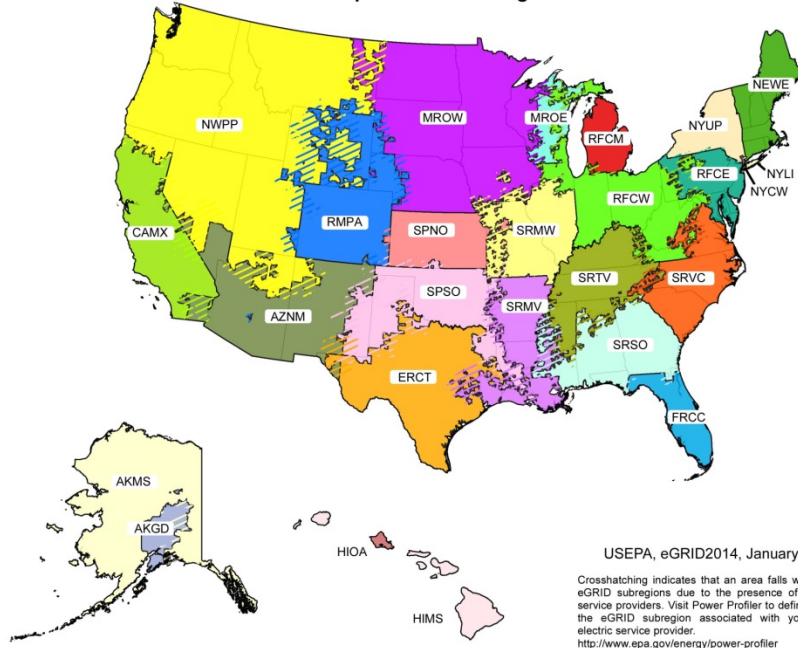 NEWE
NWPP
MROW
MROE
NYUP
RFCM
RFCE
NYLI
NYCW
RFCW
RMPA
SPNO
SRMW
CAMX
SRTV
SRVC
SPSO
SRMV
AZNM
SRSO
ERCT
FRCC
AKMS
AKGD
HIOA
HIMS
USEPA, eGRID2014, January
Crosshatching indicates that an area falls
eGRID subregions due to the presence of
service providers. Visit Power Profiler to
the eGRID subregion associated with
electric service provider.
http://www.epa.gov/energy/power-profiler